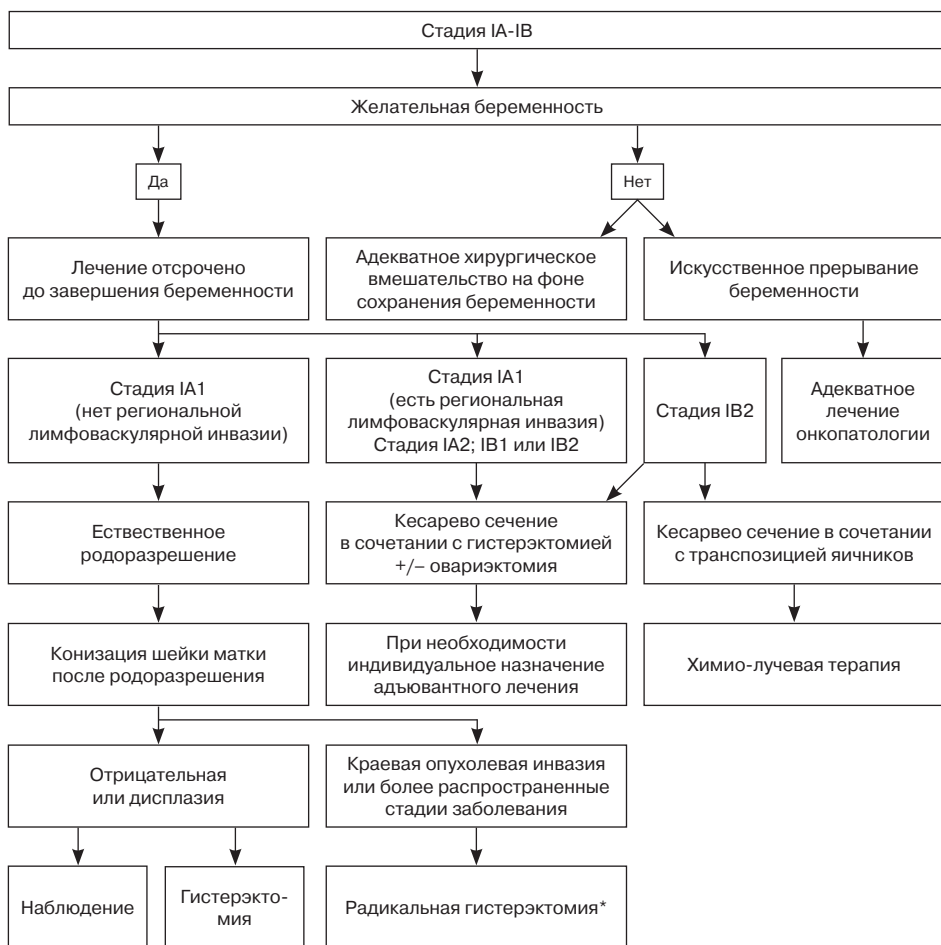 Стадия IA-IB
Желательная беременность
Да
Нет
Лечение отсрочено
до завершения беременности
Адекватное хирургическое
вмешательство на фоне
сохранения беременности
Искусственное прерывание
беременности
Стадия IA1
(нет региональной
лимфоваскулярной инвазии)
Стадия IA1
(есть региональная
лимфоваскулярная инвазия)
Стадия IA2; IB1 или IB2
Стадия IB2
Адекватное
лечение
онкопатологии
Ествественное
родоразрешение
Кесарево сечение
в сочетании с гистерэктомией
+/– овариэктомия
Кесарвео сечение в сочетании
с транспозицией яичников
Конизация шейки матки
после родоразрешения
При необходимости
индивидуальное назначение
адъювантного лечения
Химио-лучевая терапия
Отрицательная
или дисплазия
Краевая опухолевая инвазия
или более распространенные
стадии заболевания
Наблюдение
Гистерэкто-
мия
Радикальная гистерэктомия*